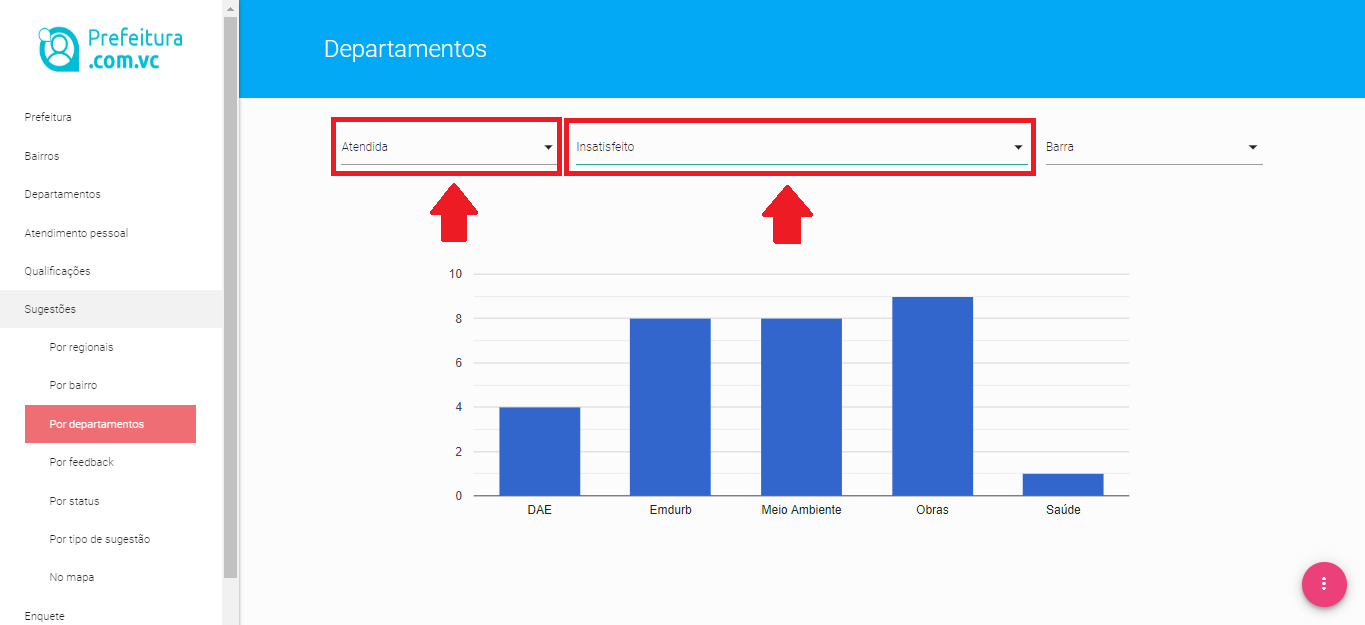 Prefeitura
.com.vc
Prefeitura
Bairros
Departamentos
Atendimento pessoal
Qualificações
Sugestões
Por regionais
Por bairro
Por departamentos
Por feedback
Por status
Por tipo de sugestão
No mapa
Enquete
Departamentos
Atendida
Insatisfeito
Barra
10
8
6
4
2
0
DAE
Emdurb
Meio Ambiente
Obras
Saúde